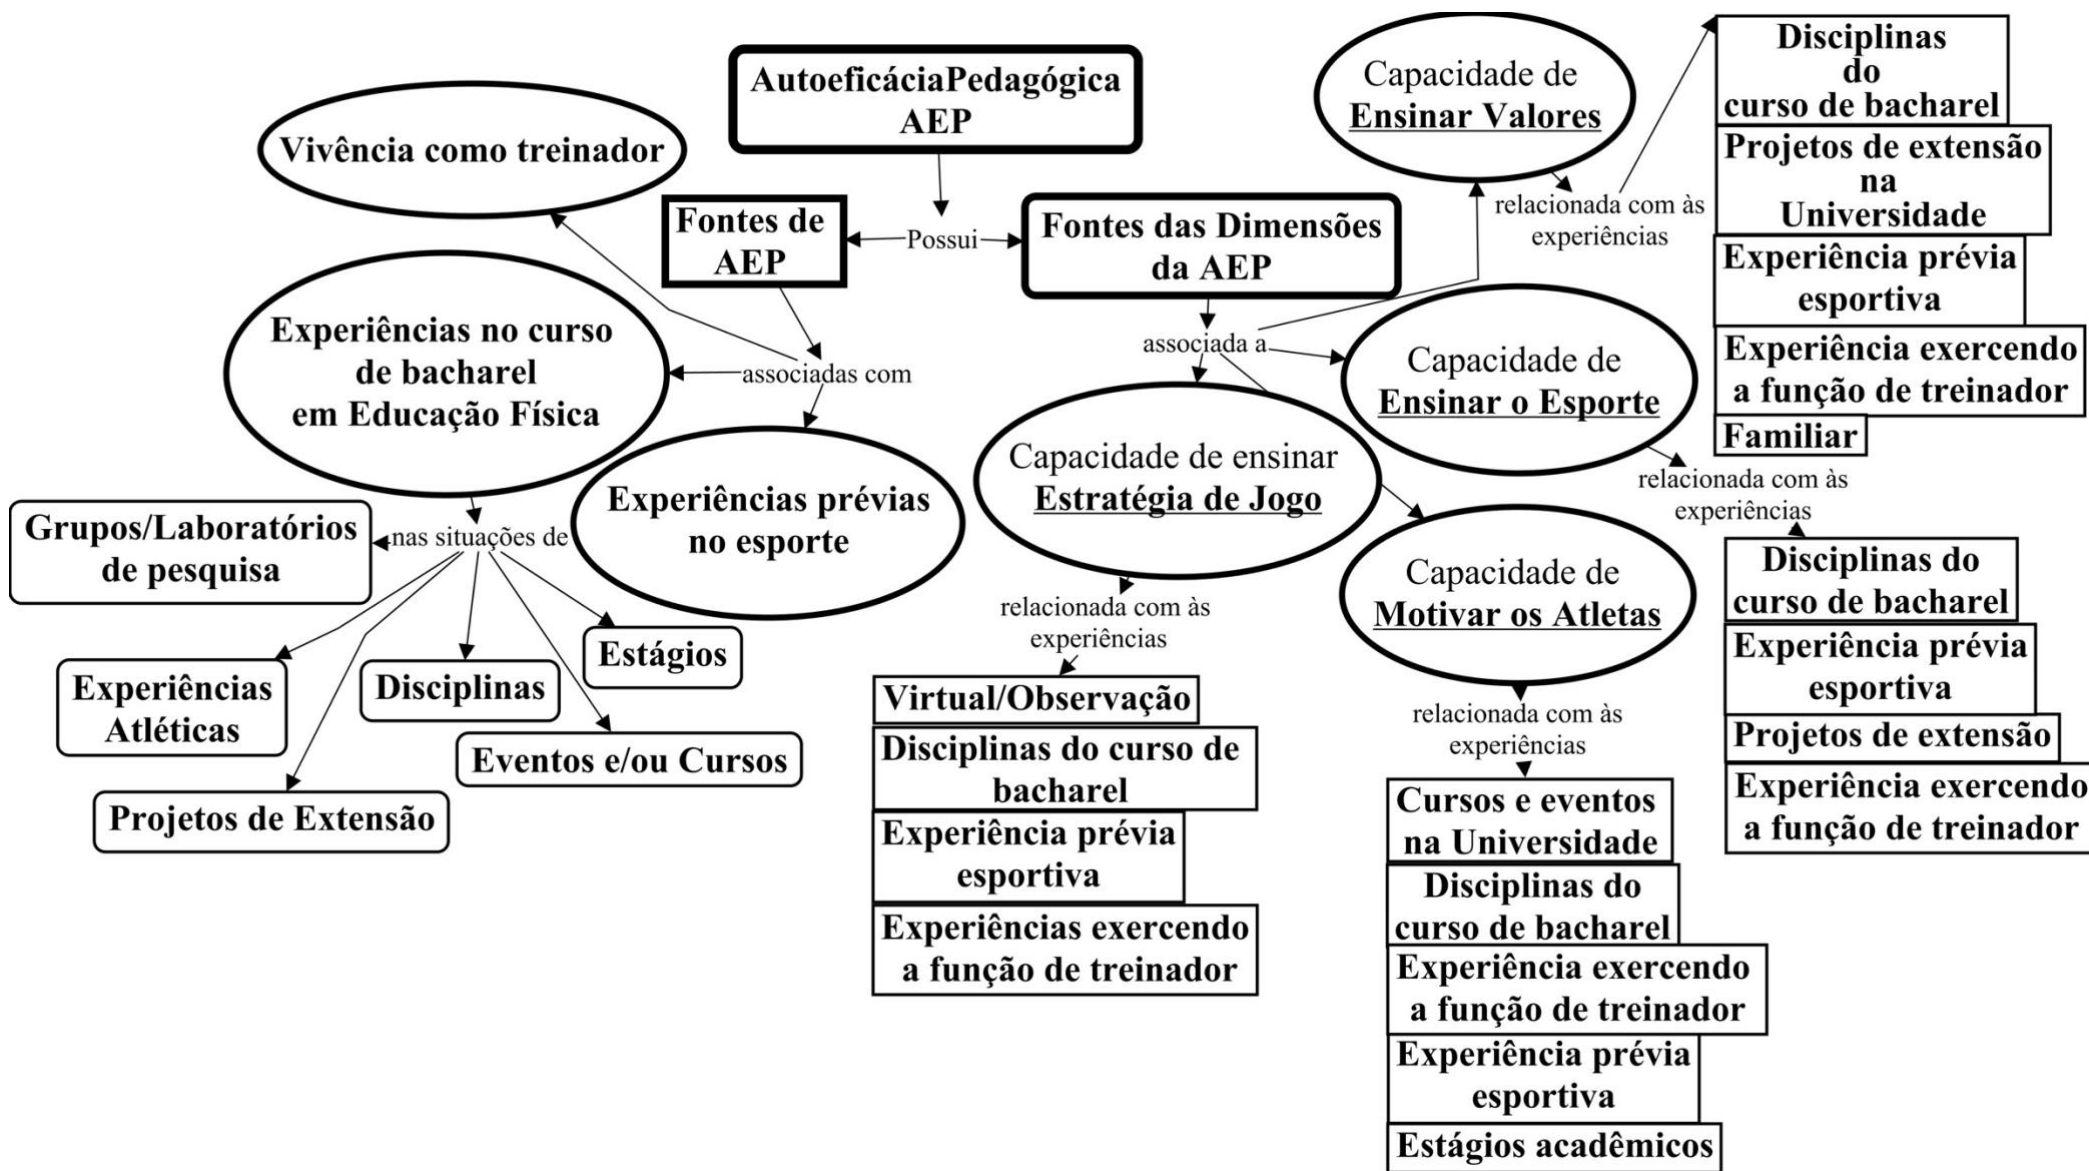 AutoeficáciaPedagógica
AEP
Possui
Fontes de
AEP
associadas com
Vivência como treinador
Experiências no curso
de bacharel
em Educação Física
Experiências prévias
no esporte
nas situações de
Grupos/Laboratórios
de pesquisa
Experiências
Atléticas
Projetos de Extensão
Disciplinas
Eventos e/ou Cursos
Estágios
Fontes das Dimensões
da AEP
associada a
Capacidade de
Ensinar Valores
relacionada com às
experiências
Disciplinas
do
curso de bacharel
Projetos de extensão
na
Universidade
Experiência prévia
esportiva
Experiência exercendo
a função de treinador
Familiar
Capacidade de
Ensinar o Esporte
relacionada com às
experiências
Disciplinas do
curso de bacharel
Experiência prévia
esportiva
Projetos de extensão
Experiência exercendo
a função de treinador
Capacidade de ensinar
Estratégia de Jogo
relacionada com às
experiências
Virtual/Observação
Disciplinas do curso de
bacharel
Experiência prévia
esportiva
Experiências exercendo
a função de treinador
Capacidade de
Motivar os Atletas
relacionada com às
experiências
Cursos e eventos
na Universidade
Disciplinas do
curso de bacharel
Experiência exercendo
a função de treinador
Experiência prévia
esportiva
Estágios acadêmicos